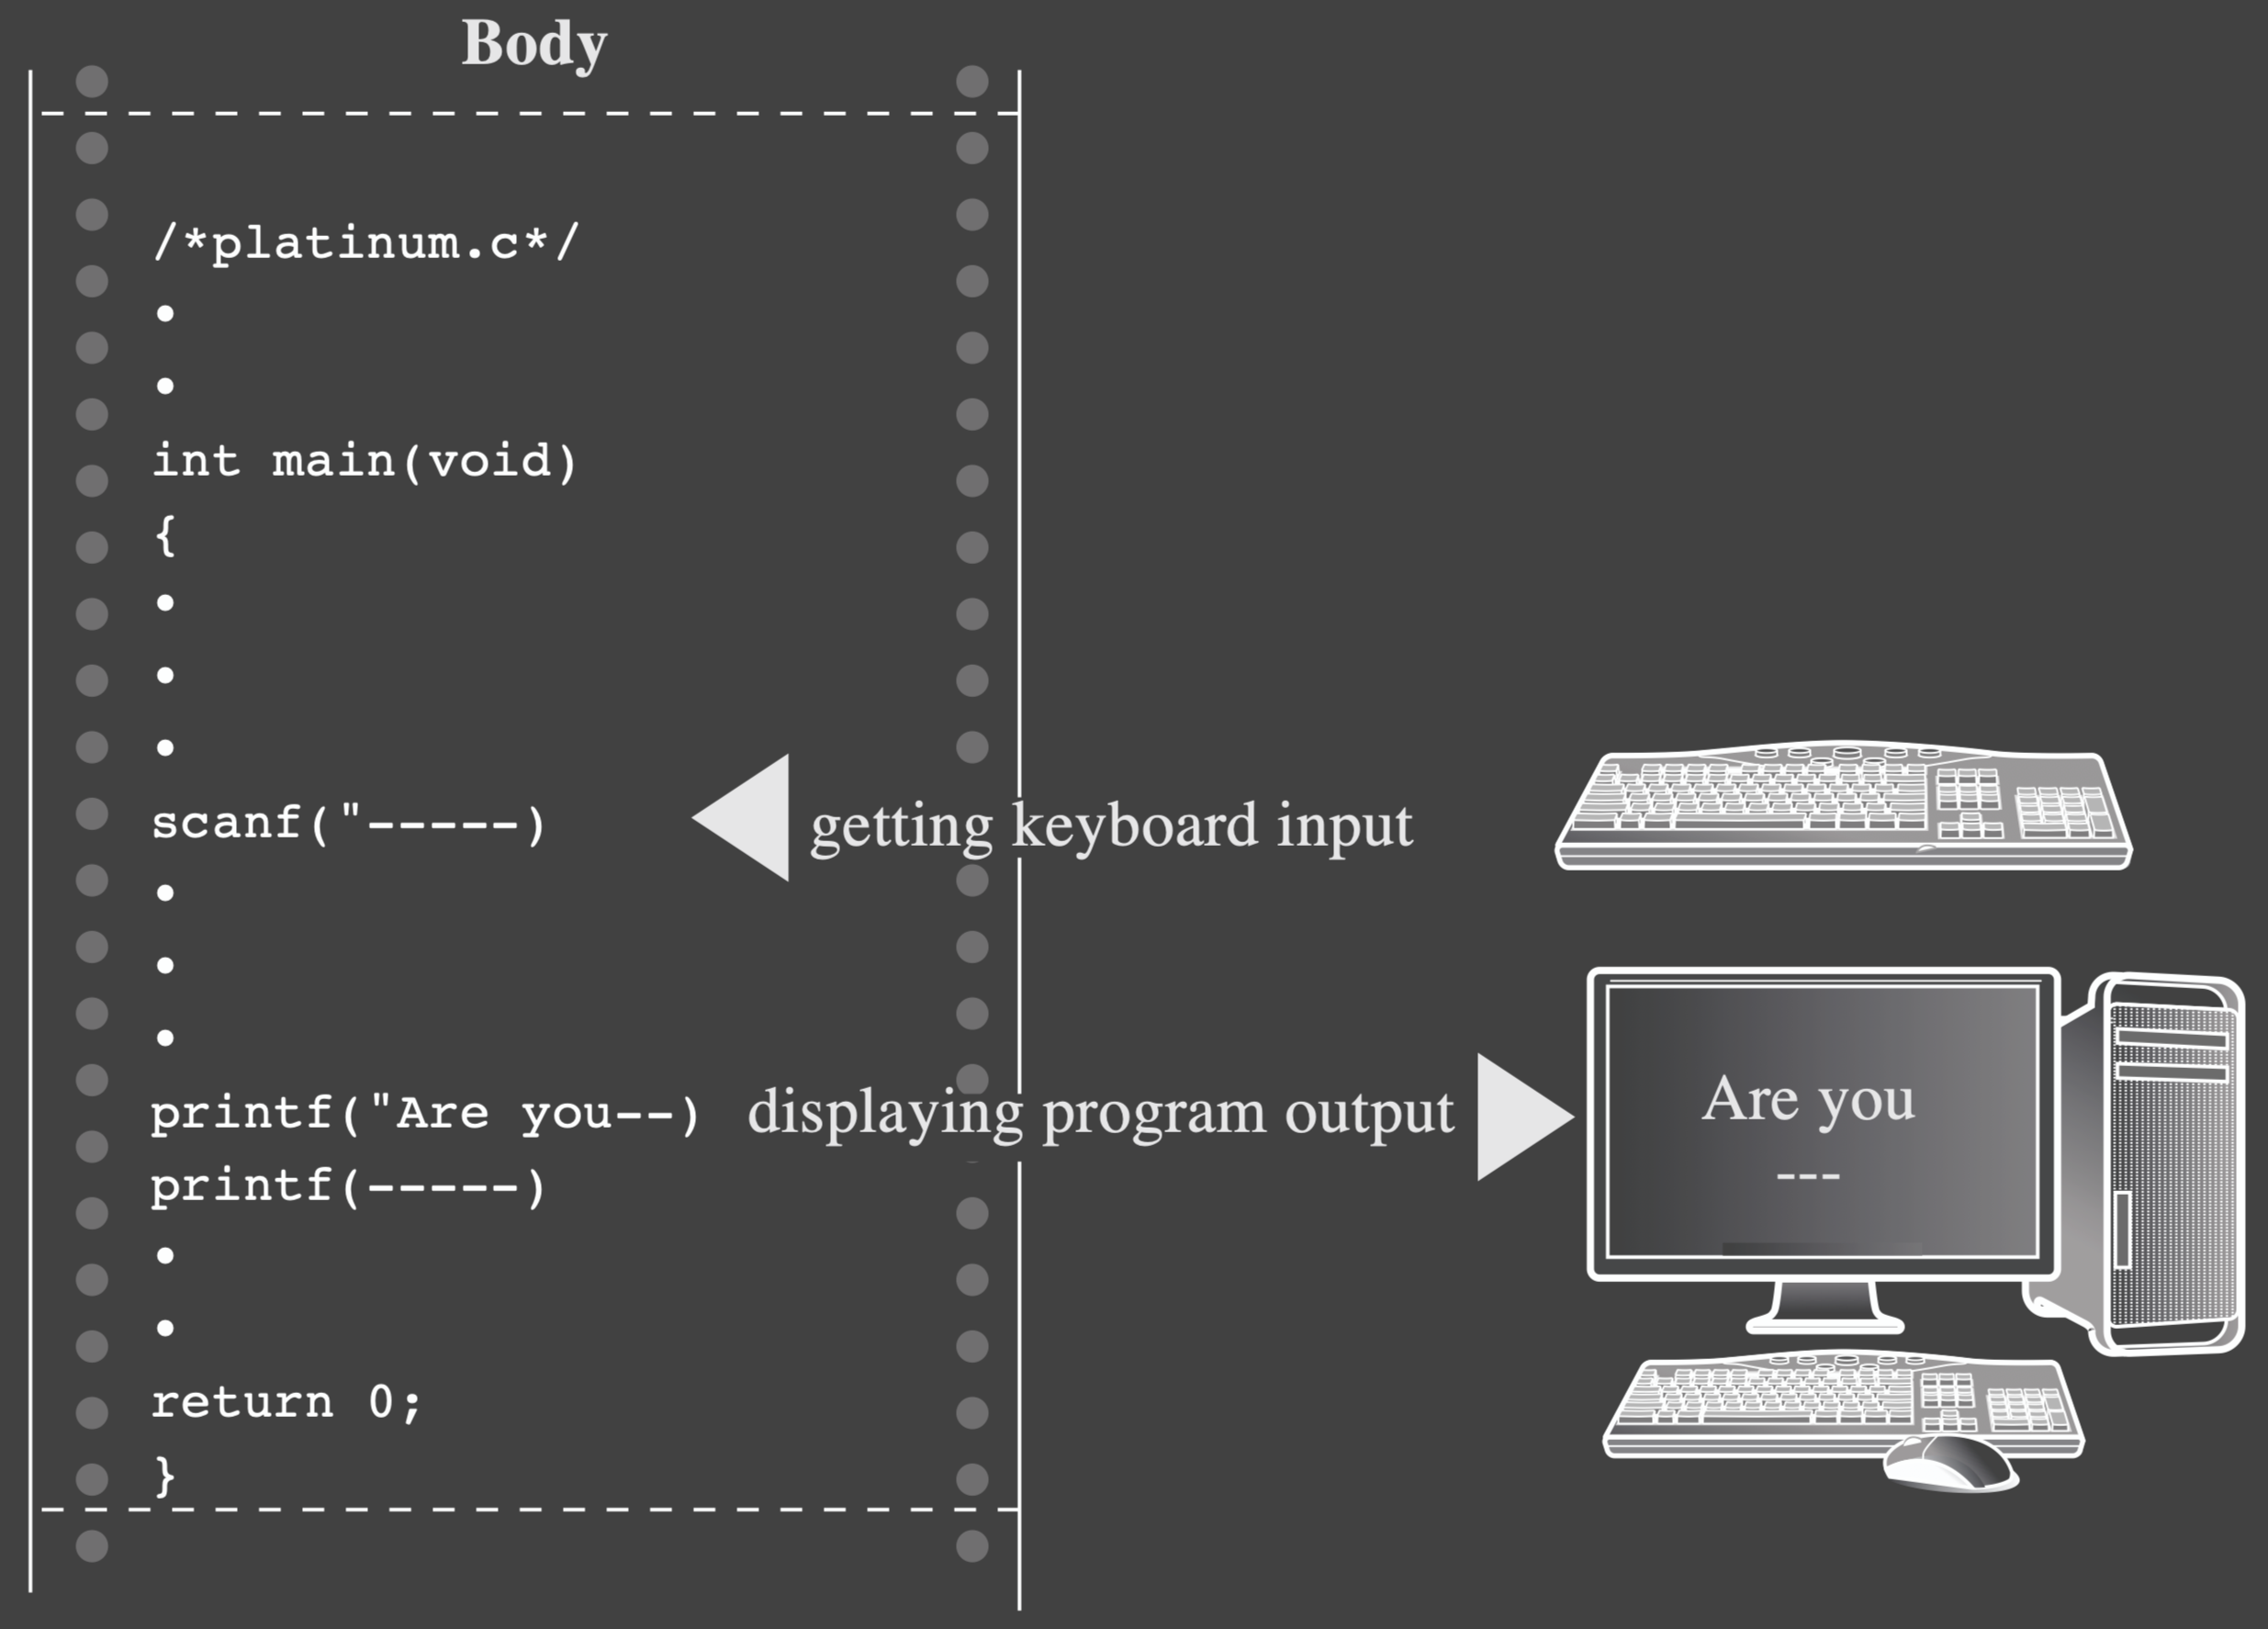 Body
/*platinum.c*/
•
•
int main(void)
{
•
•
•
scanf("-----)
getting keyboard input
•
•
•
printf("Are you--)
displaying program output
Are you
---
printf(-----)
•
•
return 0;
}